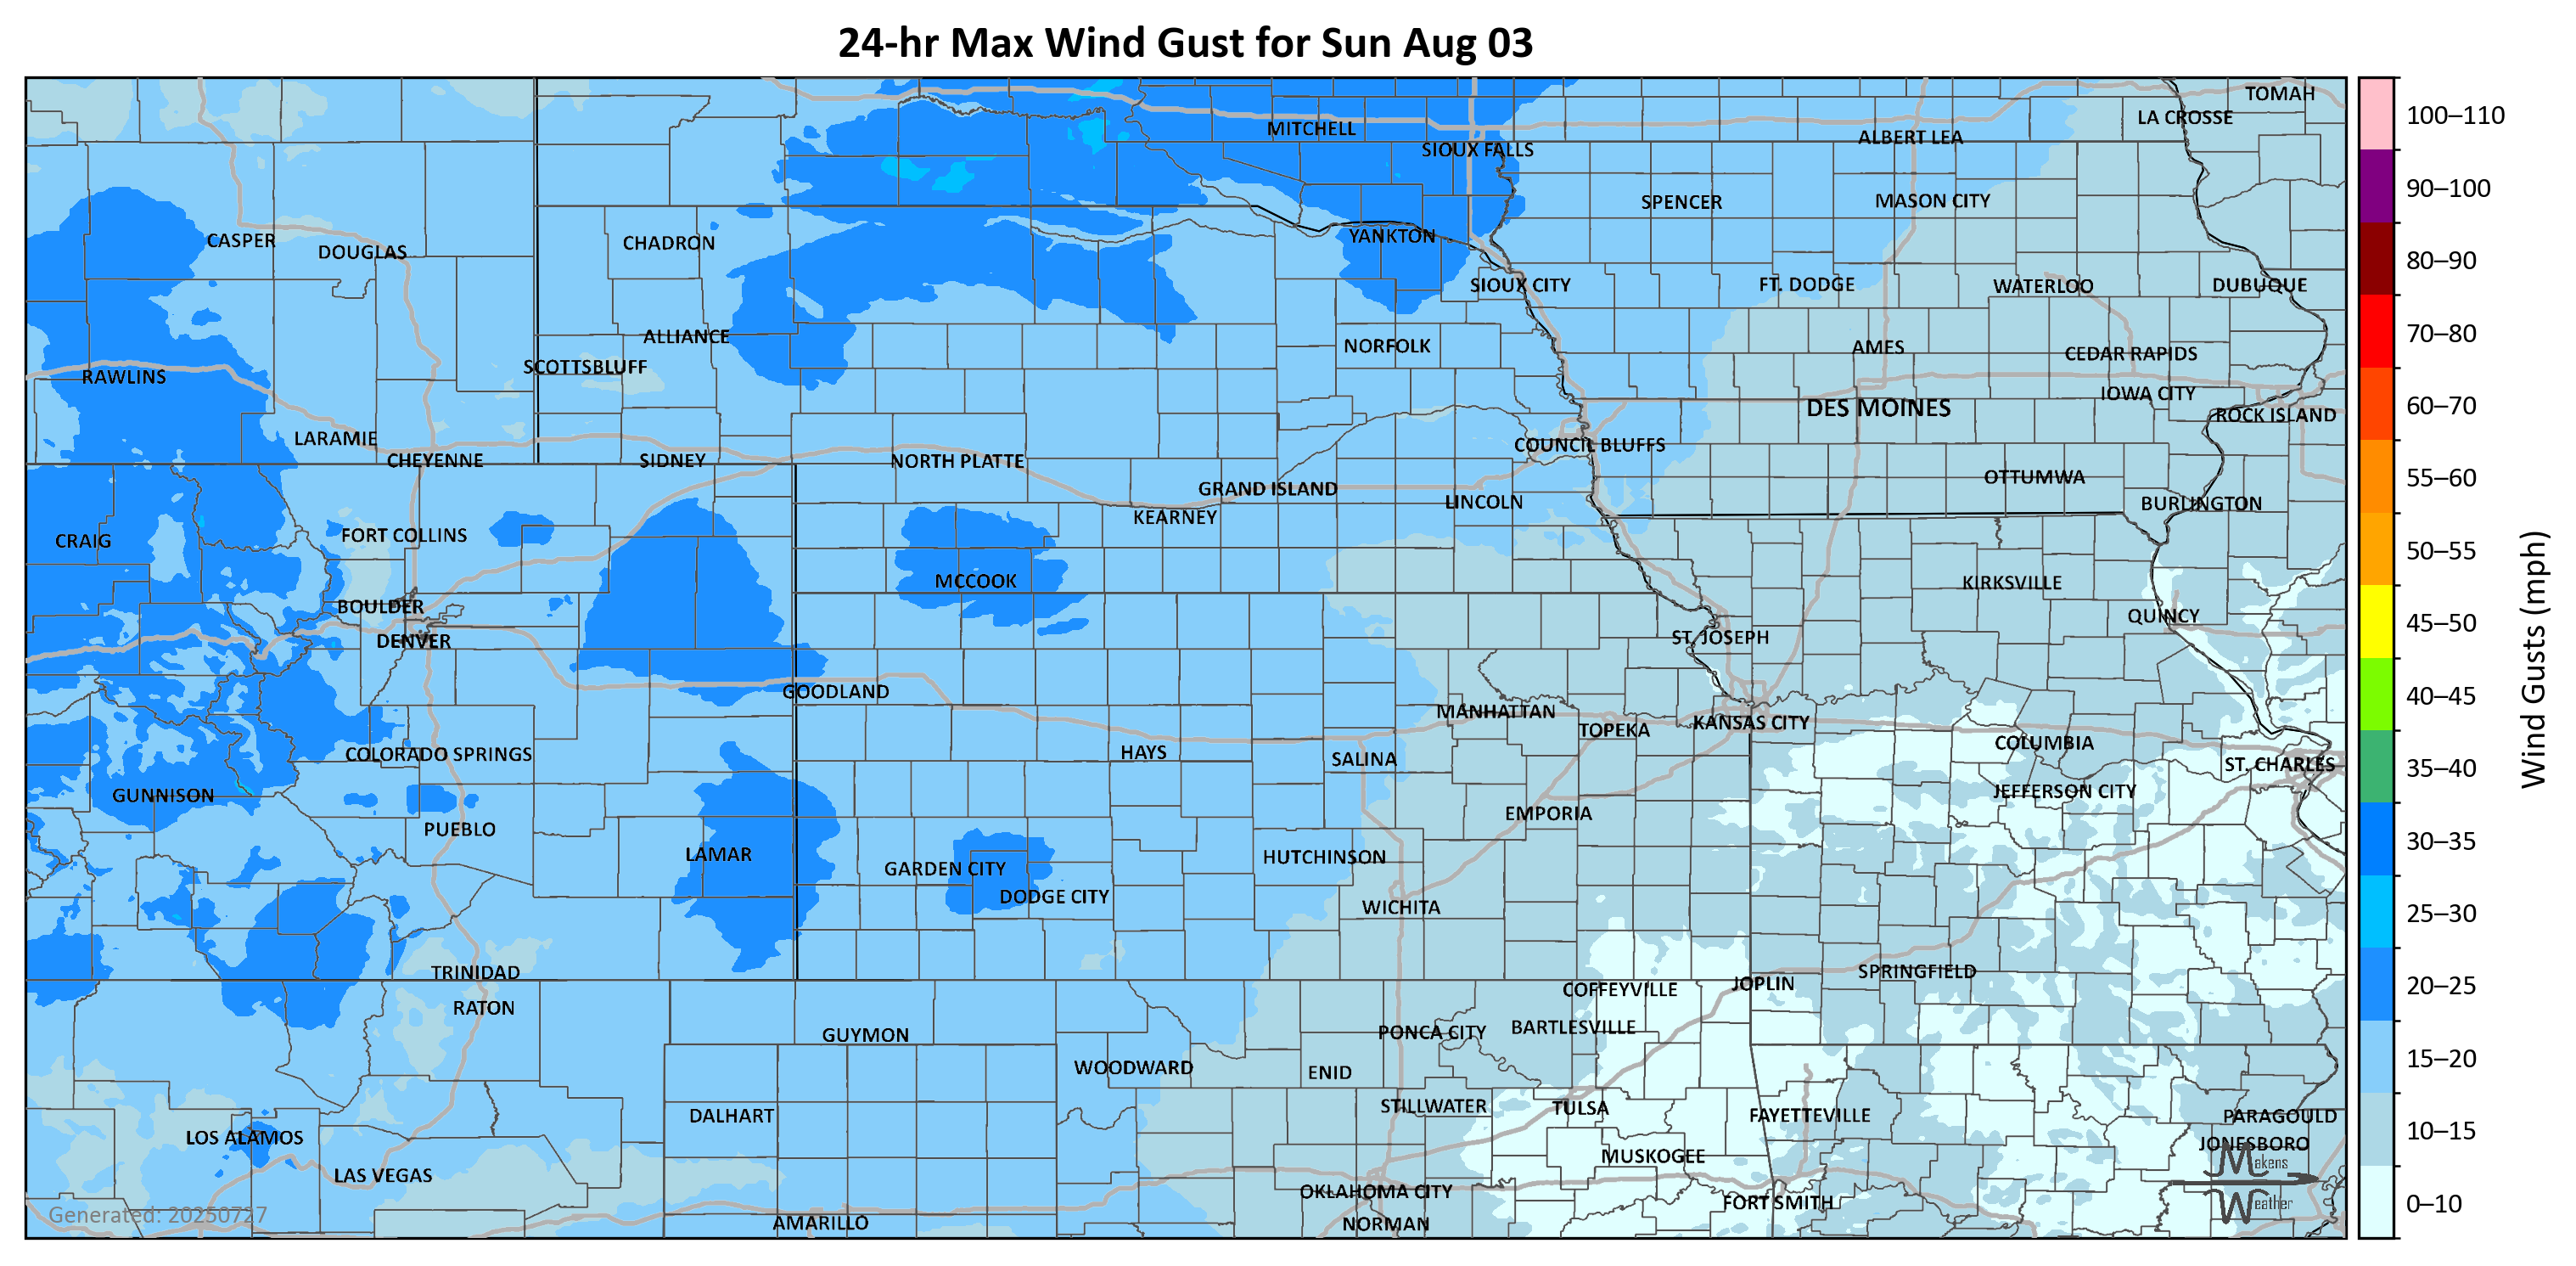 24-hr Max Wind Gust for Sun Aug 03
TOMAH
LA CROSSE
MITCHELL
ALBERT LEA
SIOUX FALLS
SPENCER
MASON CITY
CASPER
DOUGLAS
CHADRON
YANKTON
SIOUX CITY
FT. DODGE
WATERLOO
DUBUQUE
ALLIANCE
NORFOLK
AMES
CEDAR RAPIDS
SCOTTSBLUFF
RAWLINS
IOWA CITY
DES MOINES
ROCK ISLAND
LARAMIE
COUNCIL BLUFFS
CHEYENNE
SIDNEY
NORTH PLATTE
OTTUMWA
GRAND ISLAND
LINCOLN
BURLINGTON
KEARNEY
CRAIG
FORT COLLINS
MCCOOK
KIRKSVILLE
BOULDER
QUINCY
DENVER
ST. JOSEPH
GOODLAND
MANHATTAN
TOPEKA
KANSAS CITY
COLORADO SPRINGS
HAYS
SALINA
COLUMBIA
ST. CHARLES
GUNNISON
JEFFERSON CITY
EMPORIA
PUEBLO
LAMAR
GARDEN CITY
HUTCHINSON
DODGE CITY
WICHITA
TRINIDAD
SPRINGFIELD
JOPLIN
COFFEYVILLE
RATON
GUYMON
PONCA CITY
BARTLESVILLE
WOODWARD
ENID
DALHART
STILLWATER
TULSA
FAYETTEVILLE
PARAGOULD
LOS ALAMOS
JONESBORO
LAS VEGAS
MUSKOGEE
OKLAHOMA CITY
FORT SMITH
AMARILLO
NORMAN
Generated: 20250727
Makens
Weather
100–110
90–100
80–90
70–80
60–70
55–60
50–55
45–50
40–45
35–40
30–35
25–30
20–25
15–20
10–15
0–10
Wind Gusts (mph)